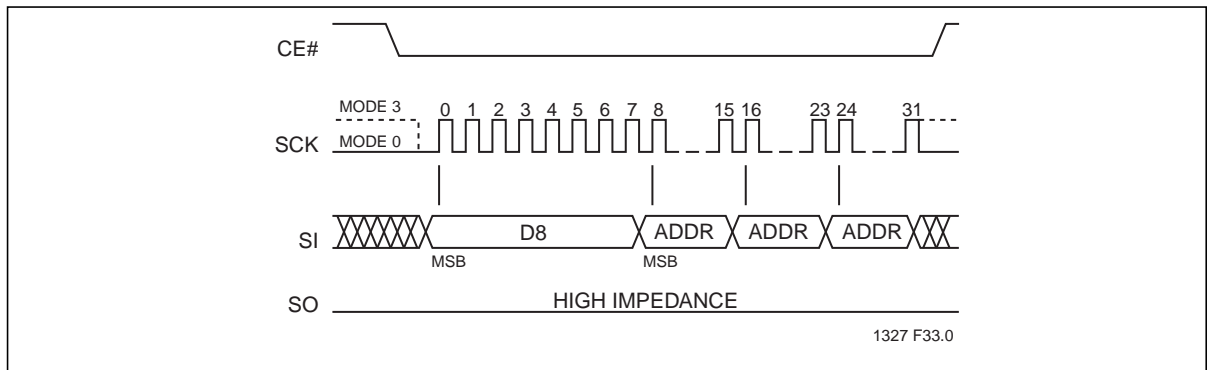 CE#
MODE 3
0 1 2 3 4 5 6 7 8 15 16 23 24 31
SCK MODE 0
SI D8 ADDR ADDR ADDR
MSB MSB
SO HIGH IMPEDANCE
1327 F33.0